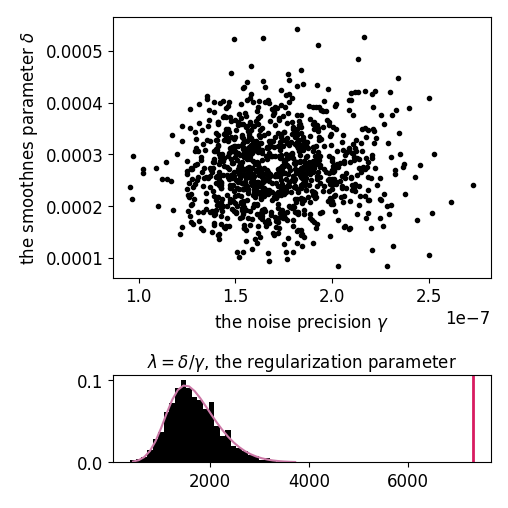 0.0005
0.0004
0.0003
0.0002
0.0001
the smoothnes parameter δ
1.0 1.5 2.0 2.5
1e−7
the noise precision γ
λ = δ/γ, the regularization parameter
0.1
0.0
2000 4000 6000